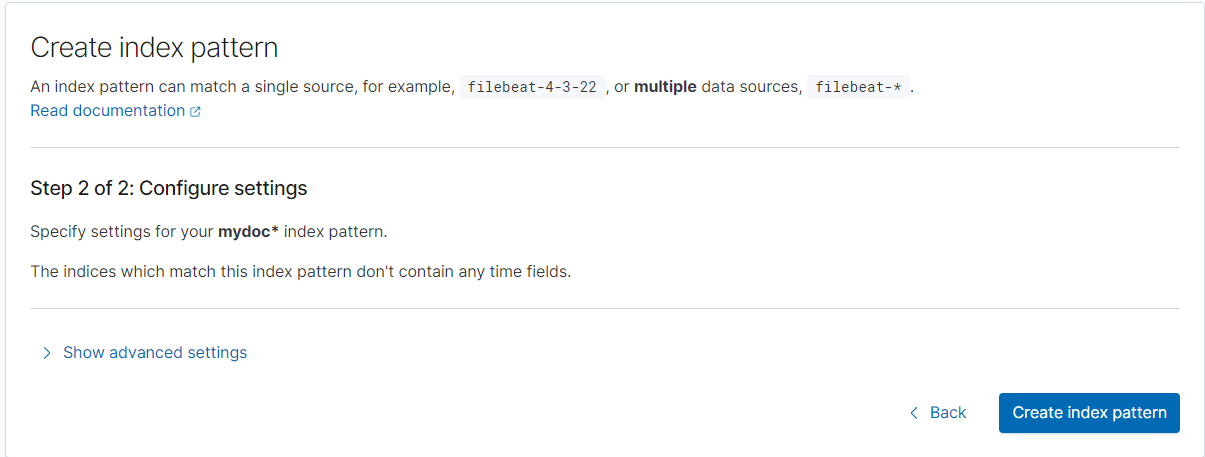 Create index pattern
An index pattern can match a single source, for example, filebeat-4-3-22 , or multiple data sources, filebeat-* .
Read documentation
Step 2 of 2: Configure settings
Specify settings for your mydoc* index pattern.
The indices which match this index pattern don't contain any time fields.
Show advanced settings
Back Create index pattern